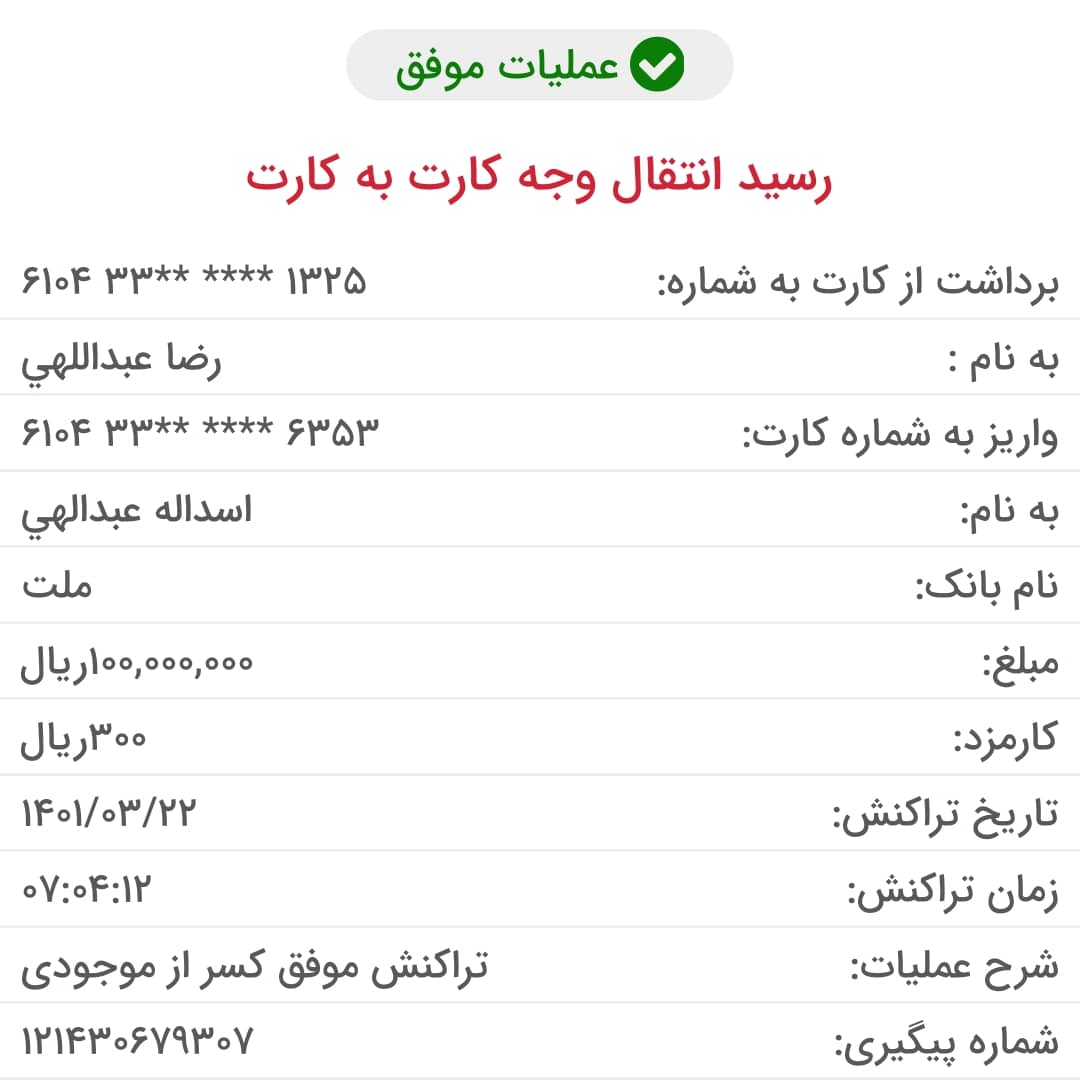 عملیات موفق
رسید انتقال وجه کارت به کارت
برداشت از کارت به شماره: ۶۱۰۴ ۳۳** **** ۱۳۲۵
به نام : رضا عبداللهي
واریز به شماره کارت: ۶۱۰۴ ۳۳** **** ۶۳۵۳
به نام: اسداله عبدالهي
نام بانک: ملت
مبلغ: ۱۰۰,۰۰۰,۰۰۰ریال
کارمزد: ۳۰۰ریال
تاریخ تراکنش: ۱۴۰۱/۰۳/۲۲
زمان تراکنش: ۰۷:۰۴:۱۲
شرح عملیات: تراکنش موفق کسر از موجودی
شماره پیگیری: ۱۲۱۴۳۰۶۷۹۳۰۷